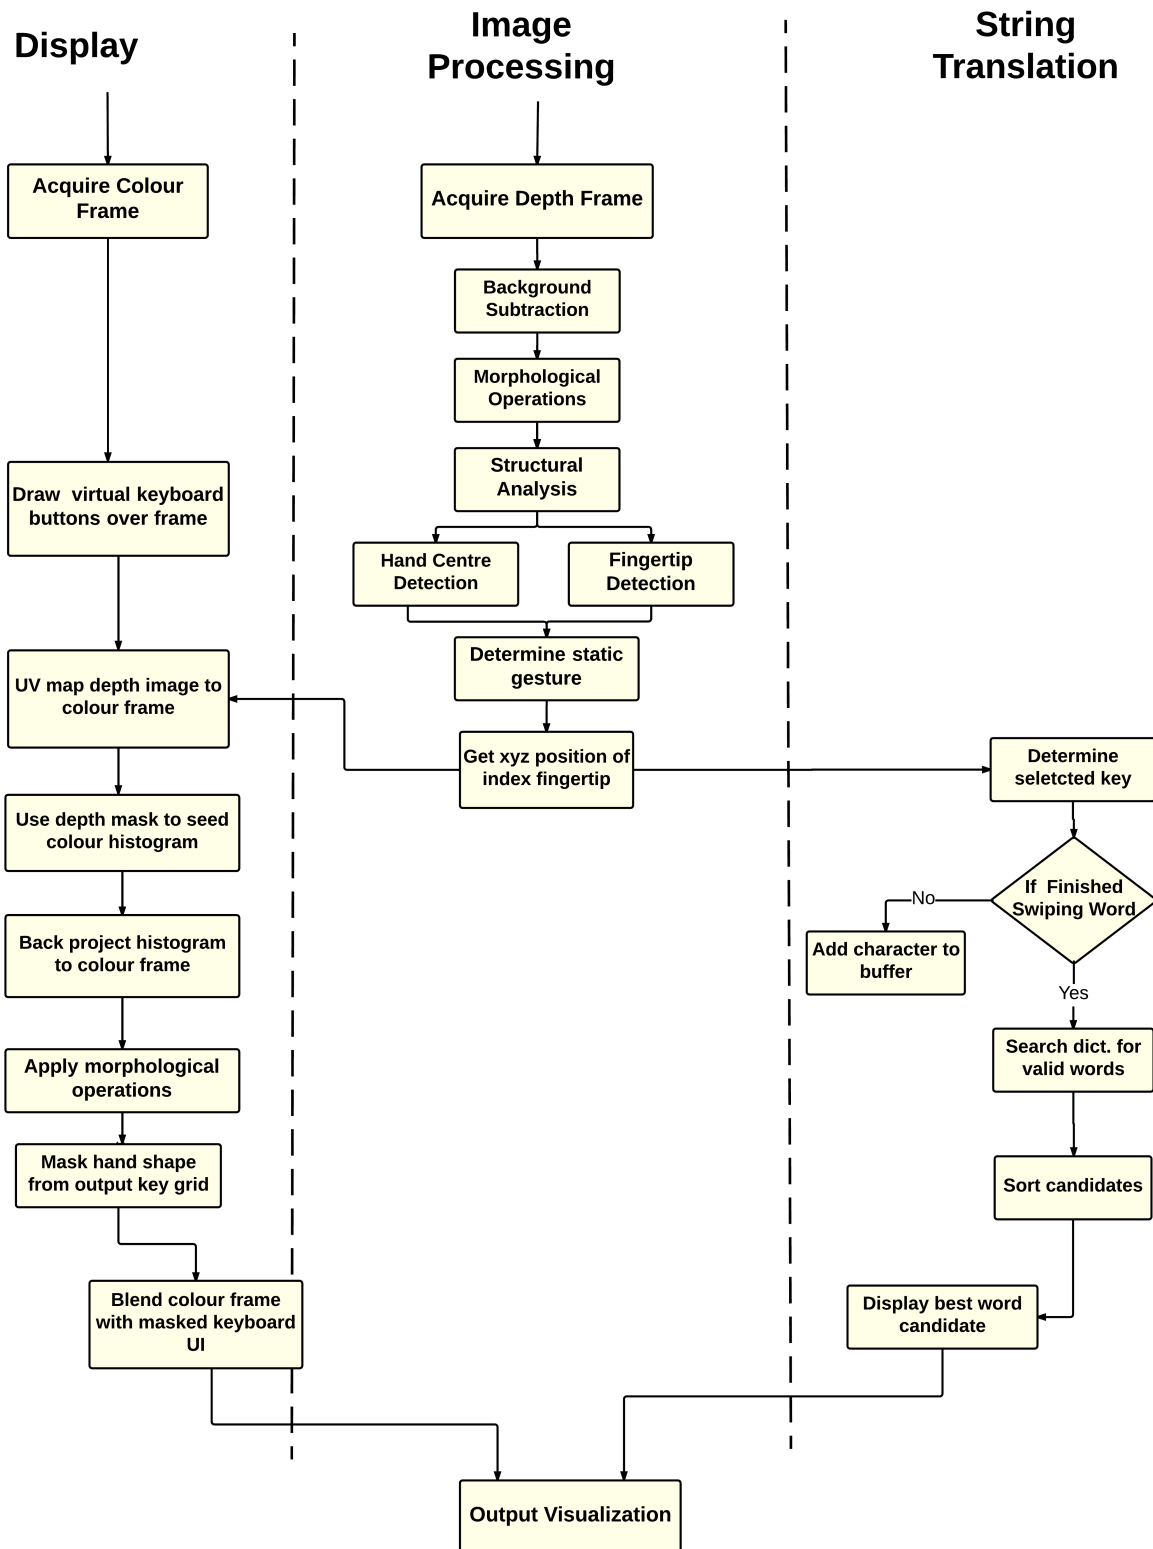 Display
Image
Processing
String
Translation
Acquire Colour
Frame
Acquire Depth Frame
Background
Subtraction
Morphological
Operations
Structural
Analysis
Draw  virtual keyboard
buttons over frame
Hand Centre
Detection
Fingertip
Detection
Determine static
gesture
UV map depth image to
colour frame
Get xyz position of
index fingertip
Determine
seletcted key
Use depth mask to seed
colour histogram
If  Finished
Swiping Word
No
Add character to
buffer
Yes
Back project histogram
to colour frame
Search dict. for
valid words
Apply morphological
operations
Mask hand shape
from output key grid
Sort candidates
Blend colour frame
with masked keyboard
UI
Display best word
candidate
Output Visualization